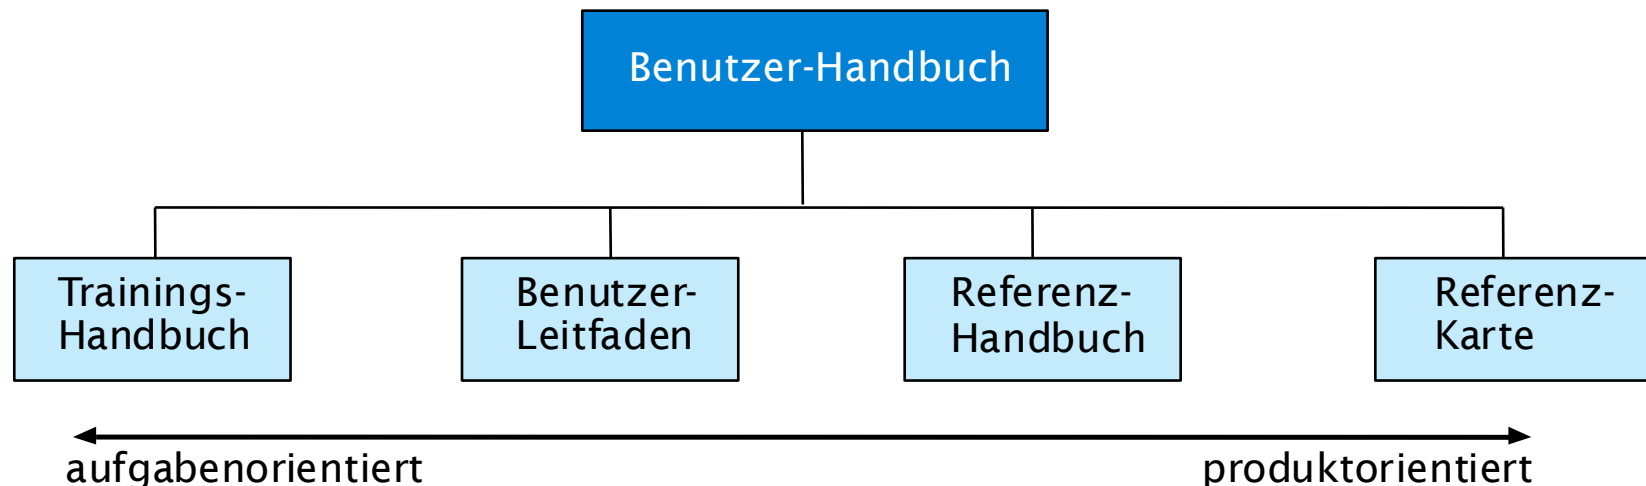 Benutzer-Handbuch
Trainings-
Handbuch
Benutzer-
Leitfaden
Referenz-
Handbuch
Referenz-
Karte
aufgabenorientiert
produktorientiert